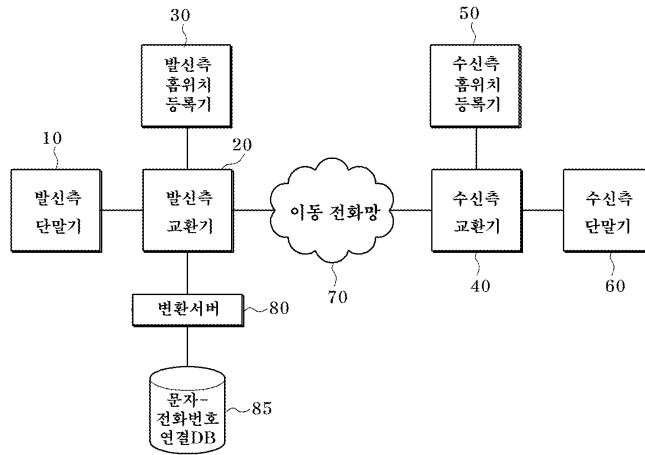 30
발신측
홈위치
등록기
50
수신측
홈위치
등록기
10
발신측
단말기
20
발신측
교환기
이동 전화망
70
수신측
교환기
40
수신측
단말기
60
변환서버
80
문자-
전화번호
연결DB
85